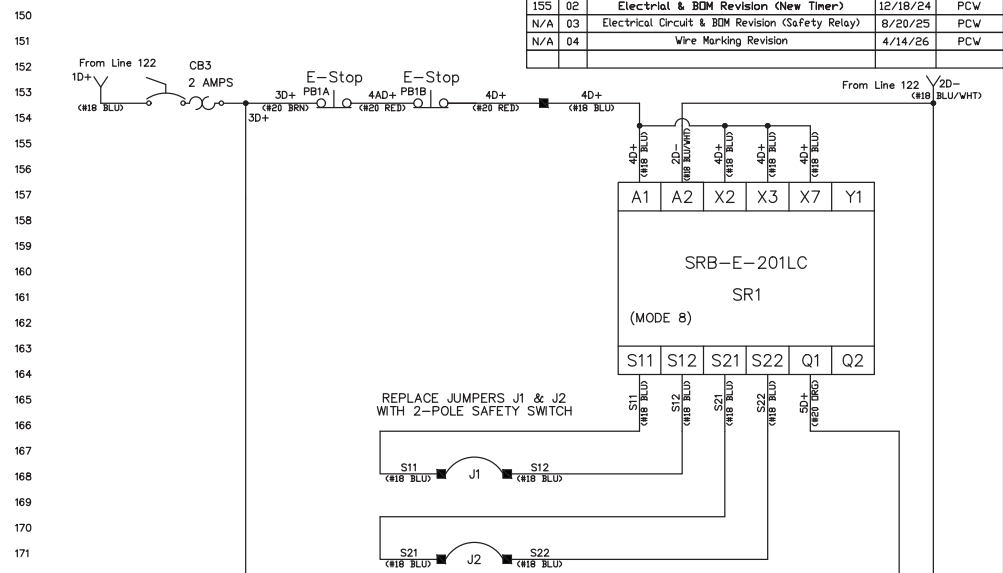 155 02 Electrial & BOM Revision (New Timer) 12/18/24 PCW
N/A 03 Electrical Circuit & BOM Revision (Safety Relay) 8/20/25 PCW
N/A 04 Wire Marking Revision 4/14/26 PCW
150
151
152
153
154
155
156
157
158
159
160
161
162
163
164
165
166
167
168
169
170
171
From Line 122
1D+
(#18 BLU)
CB3
2 AMPS
3D+
(#20 BRN)
3D+
E-Stop
PB1A
4AD+
(#20 RED)
E-Stop
PB1B
4D+
(#20 RED)
4D+
(#18 BLU)
From Line 122
2D-
(#18 BLU/WHT)
4D+
(#18 BLU)
2D-
(#18 BLU/WHT)
4D+
(#18 BLU)
4D+
(#18 BLU)
4D+
(#18 BLU)
A1 A2 X2 X3 X7 Y1
SRB-E-201LC
SR1
(MODE 8)
S11 S12 S21 S22 Q1 Q2
S11
(#18 BLU)
S12
(#18 BLU)
S21
(#18 BLU)
S22
(#18 BLU)
5D+
(#20 ORG)
REPLACE JUMPERS J1 & J2
WITH 2-POLE SAFETY SWITCH
S11
(#18 BLU)
J1
S12
(#18 BLU)
S21
(#18 BLU)
J2
S22
(#18 BLU)